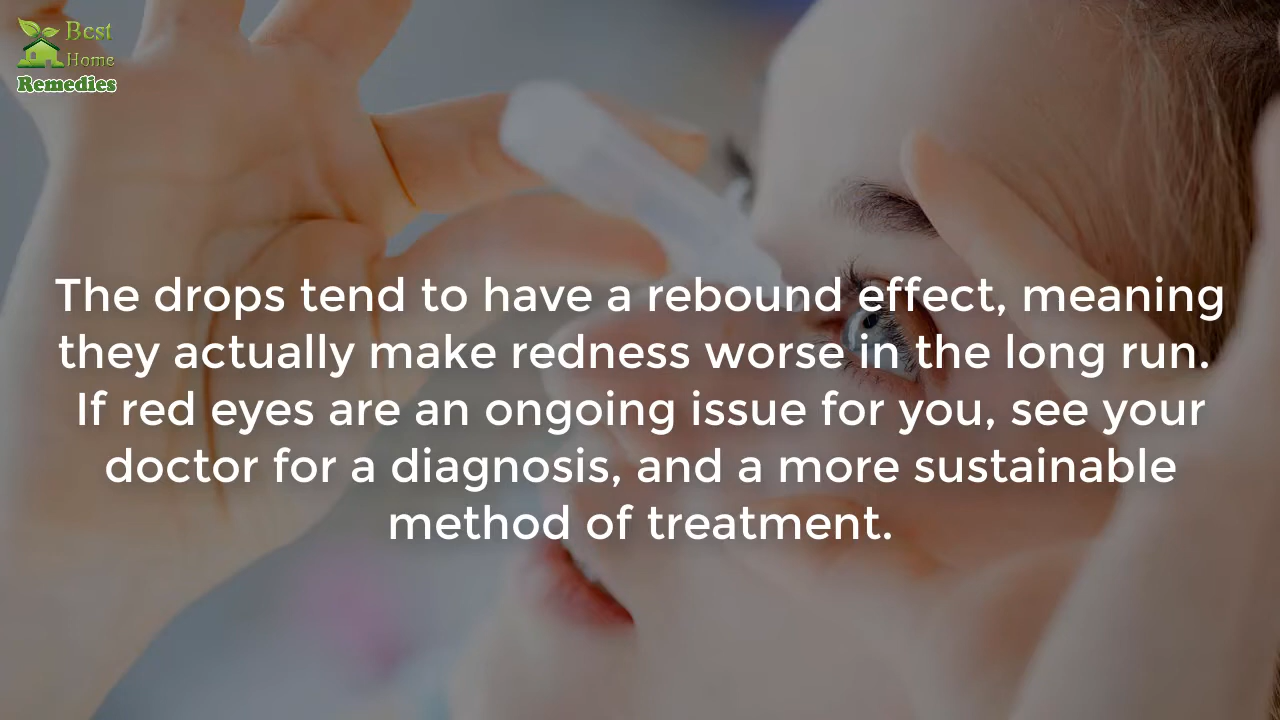 Best
Home
Remedies
The drops tend to have a rebound effect, meaning
they actually make redness worse in the long run.
If red eyes are an ongoing issue for you, see your
doctor for a diagnosis, and a more sustainable
method of treatment.